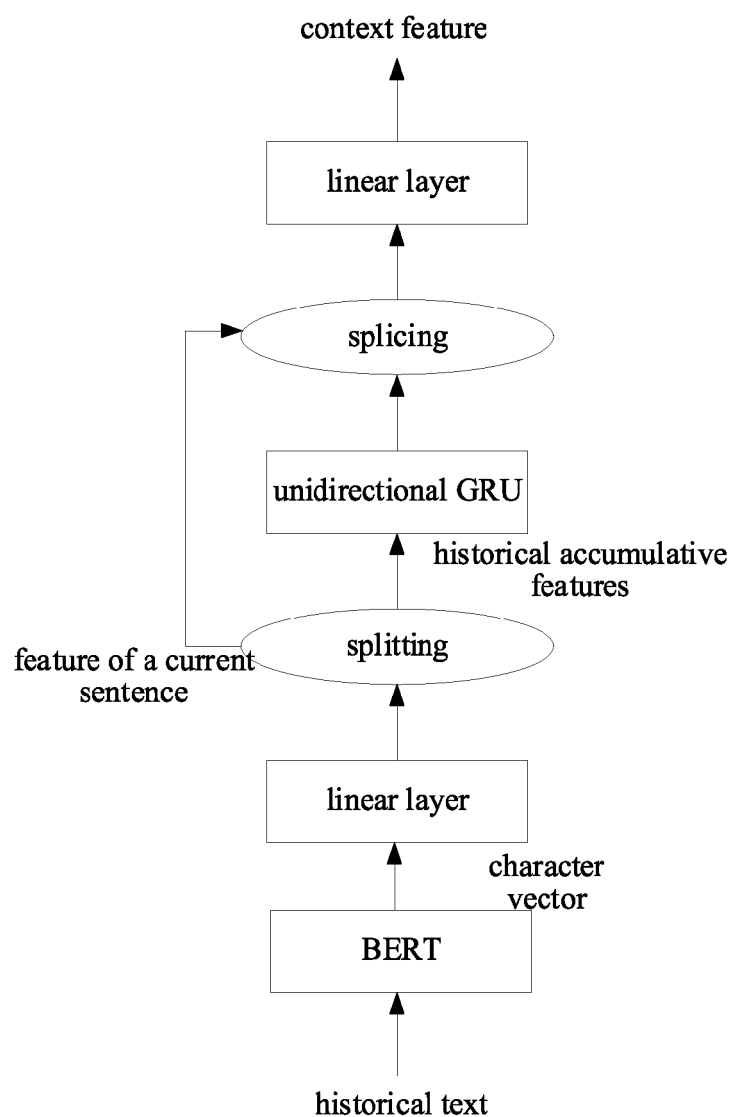 context feature
linear layer
splicing
unidirectional GRU
historical accumulative
features
splitting
feature of a current
sentence
linear layer
character
vector
BERT
historical text